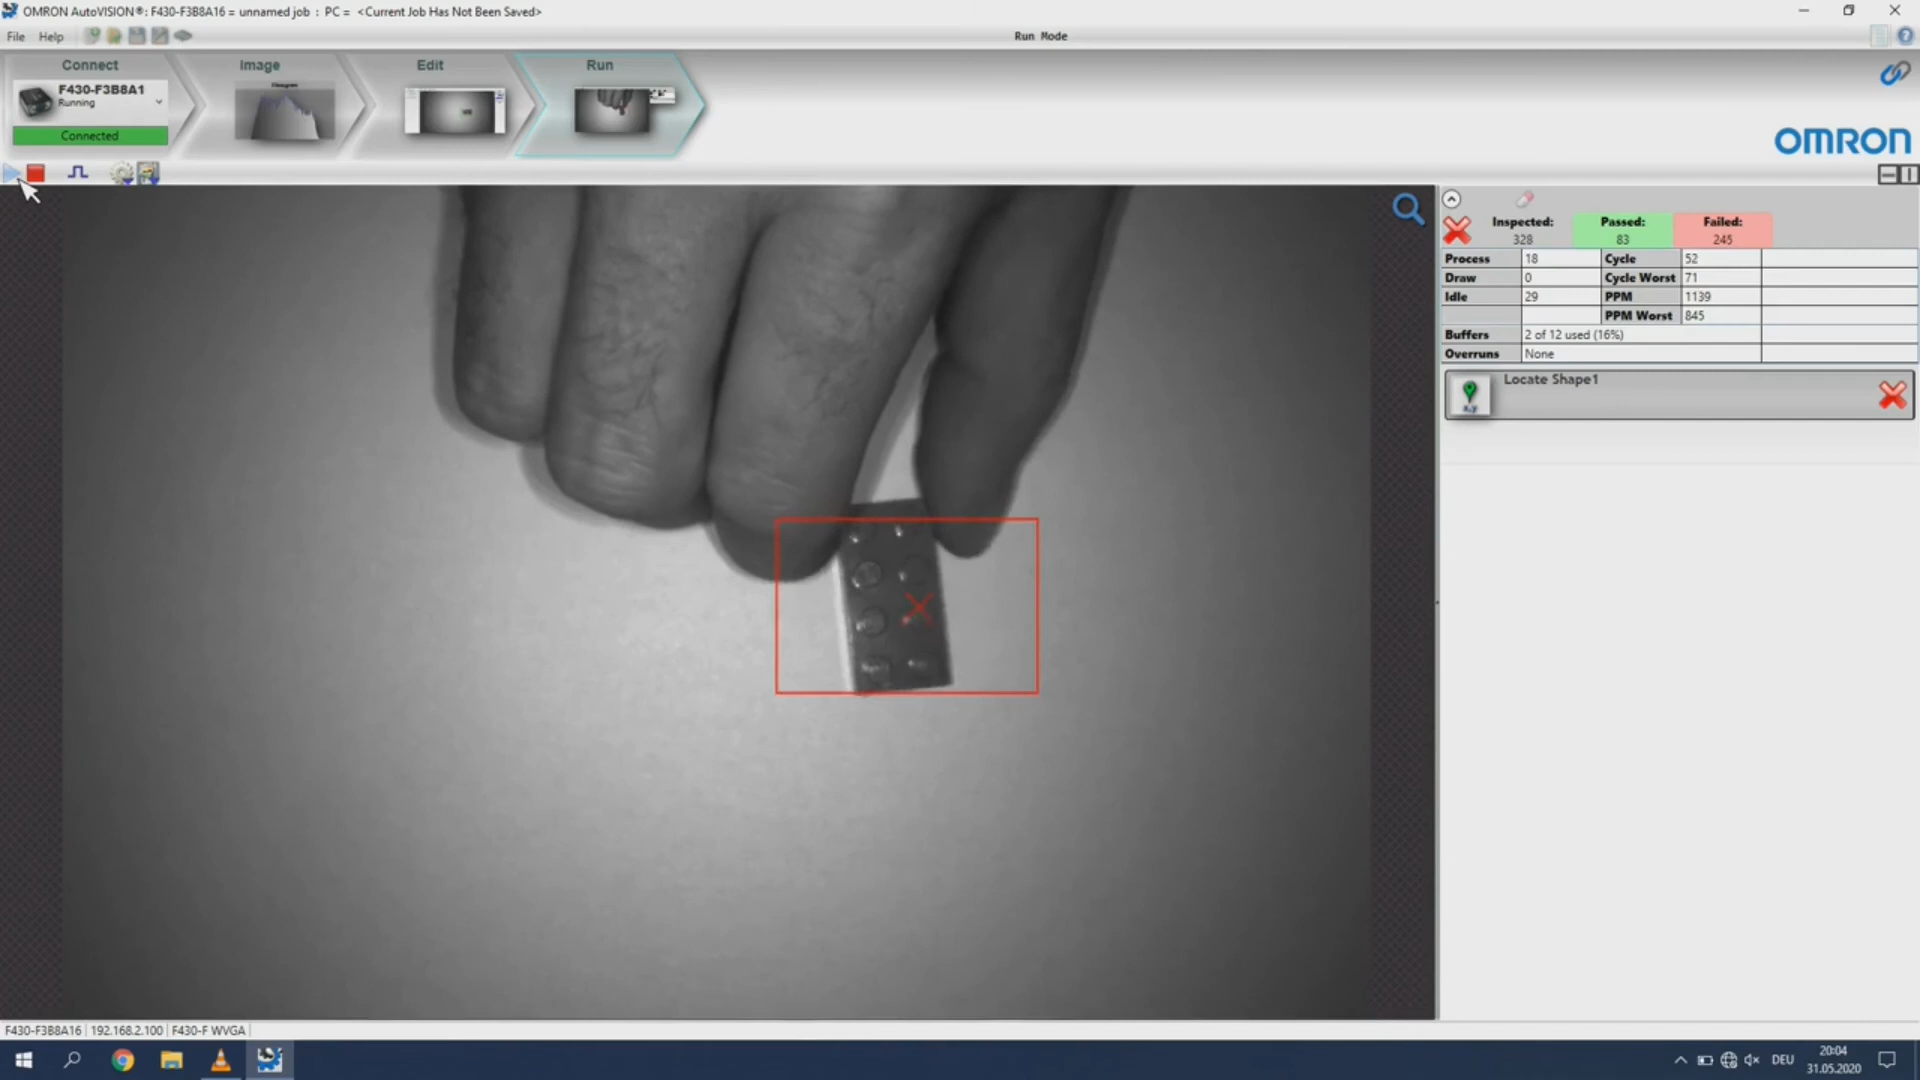 OMRON AutoVISION®: F430-F3B8A16 = unnamed job : PC = <Current Job Has Not Been Saved>
File Help
Run Mode
Connect
Image
Edit
Run
F430-F3B8A1
Running
Connected
OMRON
Inspected:
328
Passed:
83
Failed:
245
Process 18 Cycle 52
Draw 0 Cycle Worst 71
Idle 29 PPM 1139
PPM Worst 845
Buffers 2 of 12 used (16%)
Overruns None
Locate Shape1
x,y
F430-F3B8A16 192.168.2.100 F430-F WVGA
DEU
20:04
31.05.2020